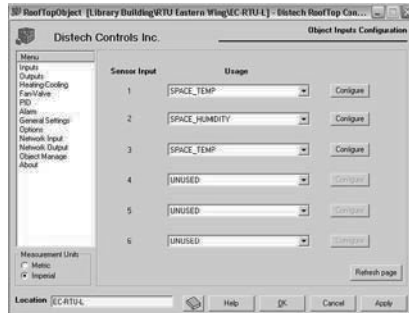 RoofTopObject [Library Building\RTU Eastern Wing\EC-RTU-L] - Distech RoofTop Con...
Distech Controls Inc.
Object Inputs Configuration
Menu
Inputs
Outputs
Heating-Cooling
Fan-Valve
PID
Alarm
General Settings
Options
Network Input
Network Output
Object Manage
About
Sensor Input Usage
1 SPACE_TEMP Configure
2 SPACE_HUMIDITY Configure
3 SPACE_TEMP Configure
4 UNUSED Configure
5 UNUSED Configure
6 UNUSED Configure
Measurement Units
Metric
Imperial
Refresh page
Location EC-RTU-L Help OK Cancel Apply